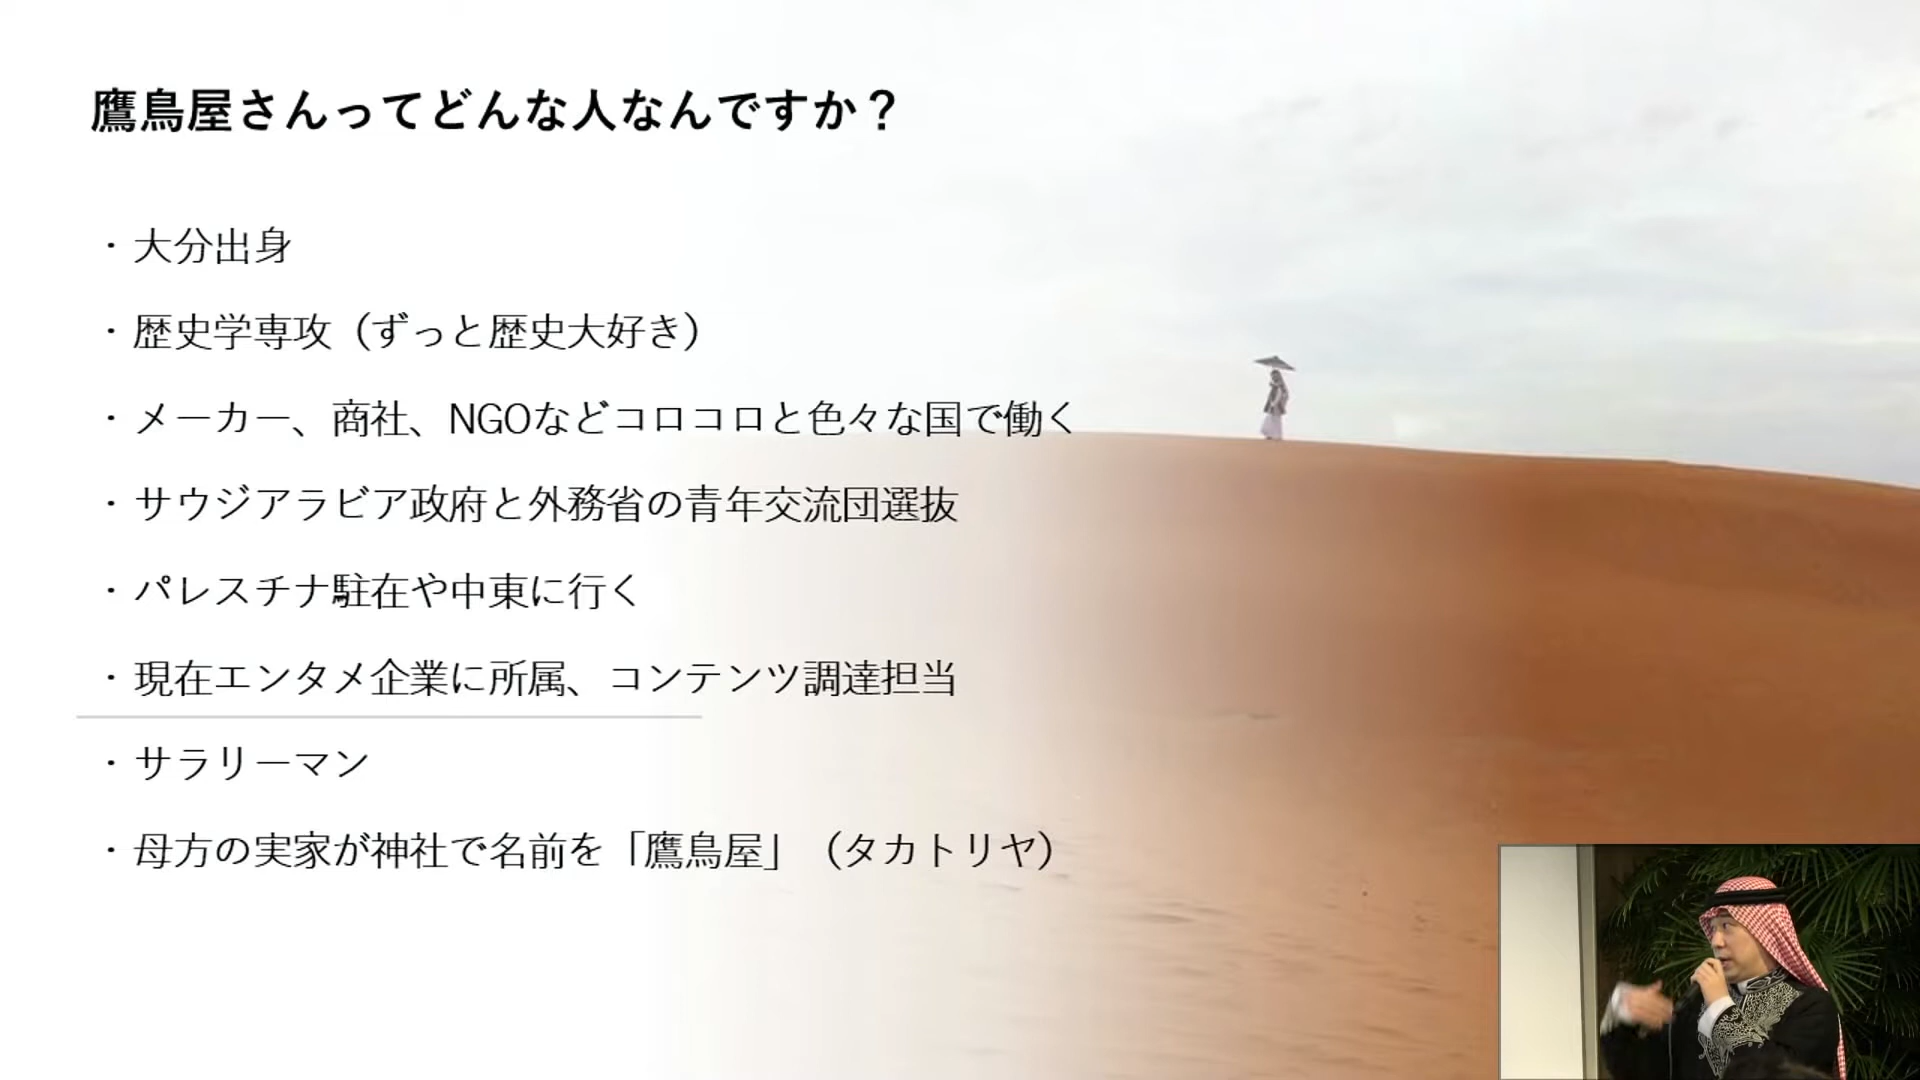 鷹鳥屋さんってどんな人なんですか？
・大分出身
・歴史学専攻（ずっと歴史大好き）
・メーカー、商社、NGOなどコロコロと色々な国で働く
・サウジアラビア政府と外務省の青年交流団選抜
・パレスチナ駐在や中東に行く
・現在エンタメ企業に所属、コンテンツ調達担当
・サラリーマン
・母方の実家が神社で名前を「鷹鳥屋」（タカトリヤ）